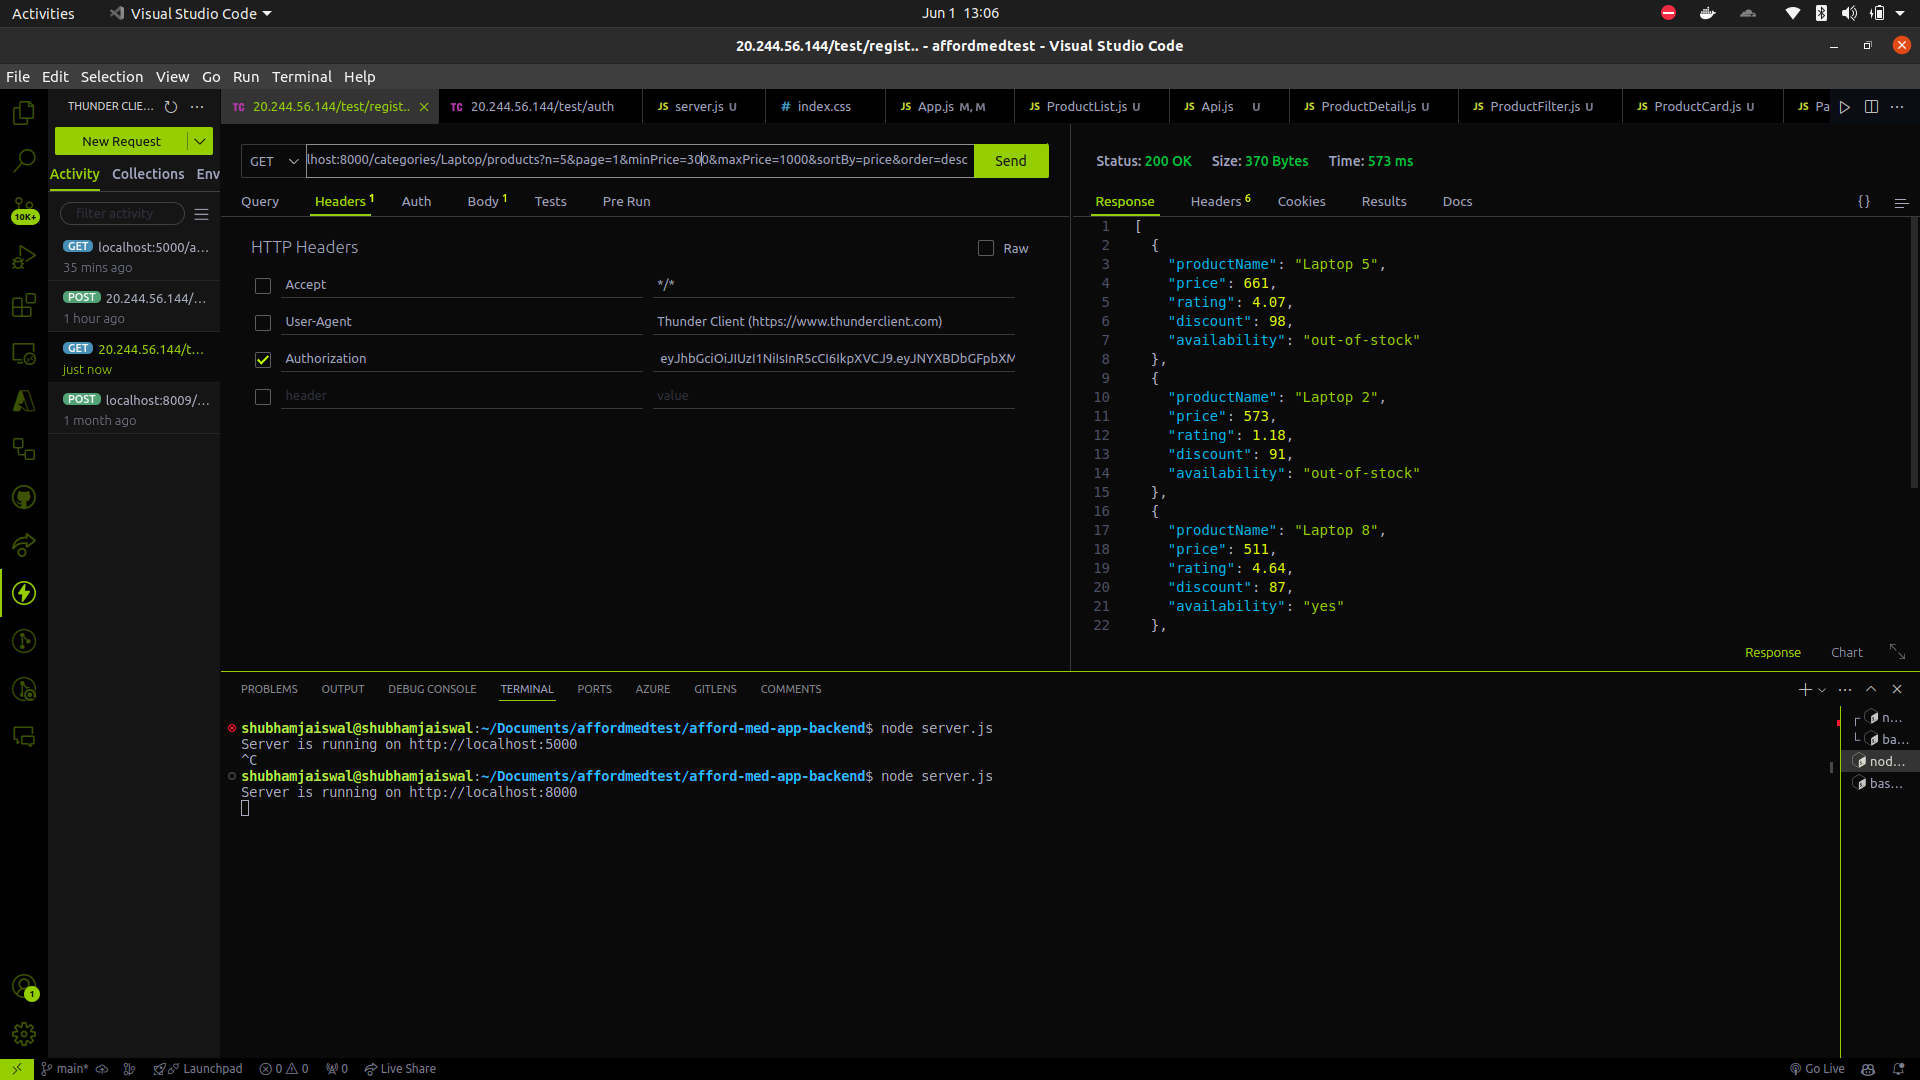 Activities
Visual Studio Code
Jun 1 13:06
20.244.56.144/test/regist.. - affordmedtest - Visual Studio Code
File Edit Selection View Go Run Terminal Help
THUNDER CLIE...
20.244.56.144/test/regist..
TC 20.244.56.144/test/auth
JS server.js U
# index.css
JS App.js M, M
JS ProductList.js U
JS Api.js U
JS ProductDetail.js U
JS ProductFilter.js U
JS ProductCard.js U
JS Pa
New Request
Activity Collections Env
filter activity
GET localhost:5000/a...
35 mins ago
POST 20.244.56.144/...
1 hour ago
GET 20.244.56.144/t...
just now
POST localhost:8009/...
1 month ago
10K+
GET
lhost:8000/categories/Laptop/products?n=5&page=1&minPrice=300&maxPrice=1000&sortBy=price&order=desc
Send
Query Headers 1 Auth Body 1 Tests Pre Run
HTTP Headers
Raw
Accept */*
User-Agent Thunder Client (https://www.thunderclient.com)
Authorization eyJhbGciOiJIUzI1NiIsInR5cCI6IkpXVCJ9.eyJNYXBDbGFpbXM
header value
Status: 200 OK Size: 370 Bytes Time: 573 ms
Response Headers 6 Cookies Results Docs
{}
1 [
2 {
3 "productName": "Laptop 5",
4 "price": 661,
5 "rating": 4.07,
6 "discount": 98,
7 "availability": "out-of-stock"
8 },
9 {
10 "productName": "Laptop 2",
11 "price": 573,
12 "rating": 1.18,
13 "discount": 91,
14 "availability": "out-of-stock"
15 },
16 {
17 "productName": "Laptop 8",
18 "price": 511,
19 "rating": 4.64,
20 "discount": 87,
21 "availability": "yes"
22 },
Response Chart
PROBLEMS OUTPUT DEBUG CONSOLE TERMINAL PORTS AZURE GITLENS COMMENTS
shubhamjaiswal@shubhamjaiswal:~/Documents/affordmedtest/afford-med-app-backend$ node server.js
Server is running on http://localhost:5000
^C
shubhamjaiswal@shubhamjaiswal:~/Documents/affordmedtest/afford-med-app-backend$ node server.js
Server is running on http://localhost:8000
n...
ba...
nod...
bas...
1
main* Launchpad 0 0 0 Live Share
Go Live